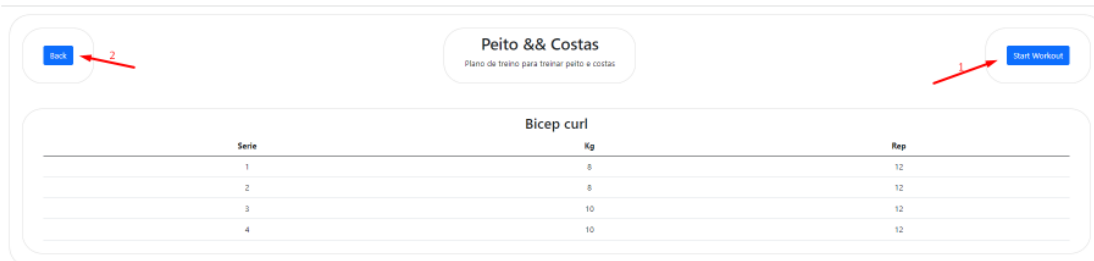 Back
2
Peito && Costas
Plano de treino para treinar peito e costas
1
Start Workout
Bicep curl
Serie Kg Rep
1 8 12
2 8 12
3 10 12
4 10 12